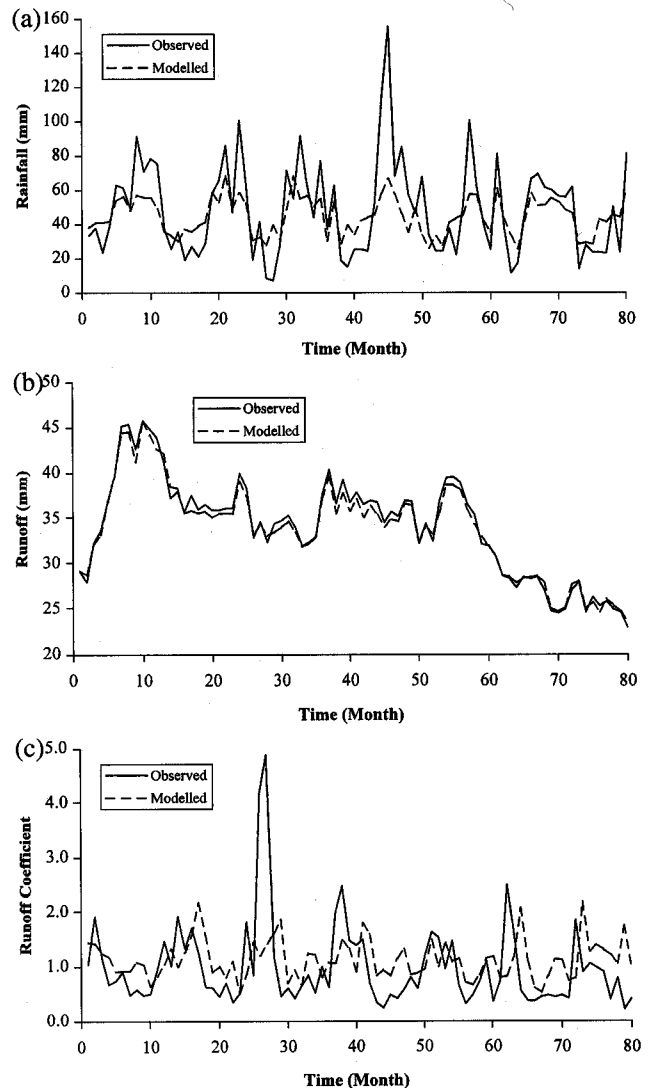 (a)
160
140
120
100
80
60
40
20
0
Rainfall (mm)
Observed
Modelled
0 10 20 30 40 50 60 70 80
Time (Month)
(b)
50
45
40
35
30
25
20
Runoff (mm)
Observed
Modelled
0 10 20 30 40 50 60 70 80
Time (Month)
(c)
5.0
4.0
3.0
2.0
1.0
0
Runoff Coefficient
Observed
Modelled
0 10 20 30 40 50 60 70 80
Time (Month)